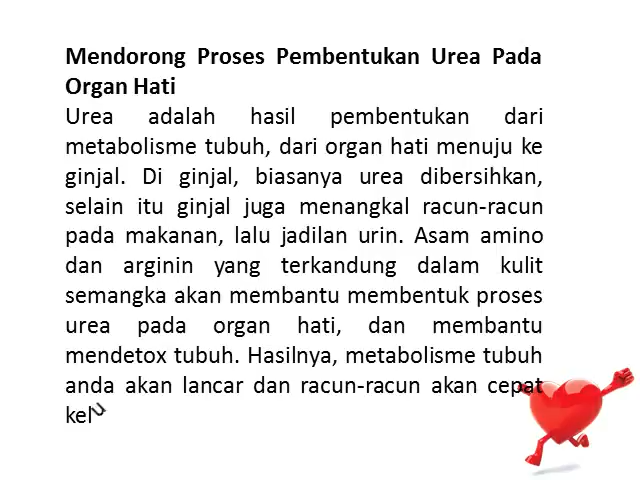 Mendorong Proses Pembentukan Urea Pada
Organ Hati
Urea adalah hasil pembentukan dari
metabolisme tubuh, dari organ hati menuju ke
ginjal. Di ginjal, biasanya urea dibersihkan,
selain itu ginjal juga menangkal racun-racun
pada makanan, lalu jadilan urin. Asam amino
dan arginin yang terkandung dalam kulit
semangka akan membantu membentuk proses
urea pada organ hati, dan membantu
mendetox tubuh. Hasilnya, metabolisme tubuh
anda akan lancar dan racun-racun akan cepat
kelu